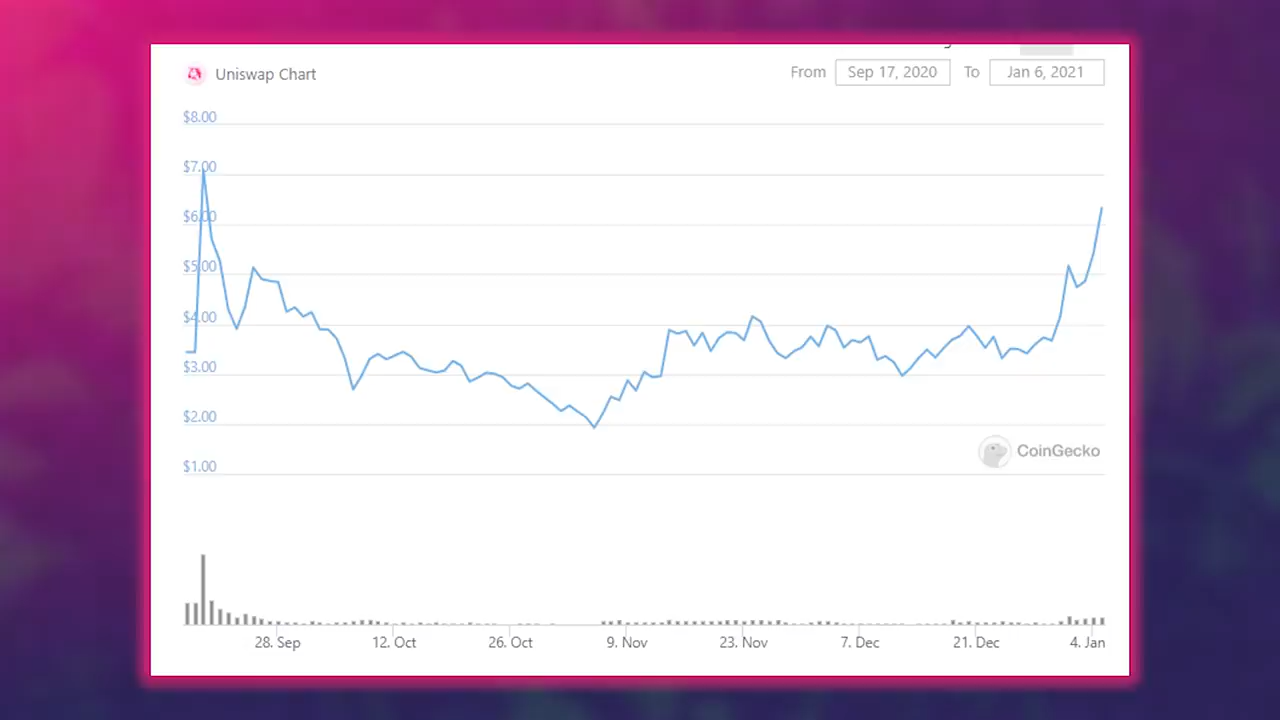 Uniswap Chart
From Sep 17, 2020 To Jan 6, 2021
$8.00
$7.00
$6.00
$5.00
$4.00
$3.00
$2.00
$1.00
CoinGecko
28. Sep 12. Oct 26. Oct 9. Nov 23. Nov 7. Dec 21. Dec 4. Jan